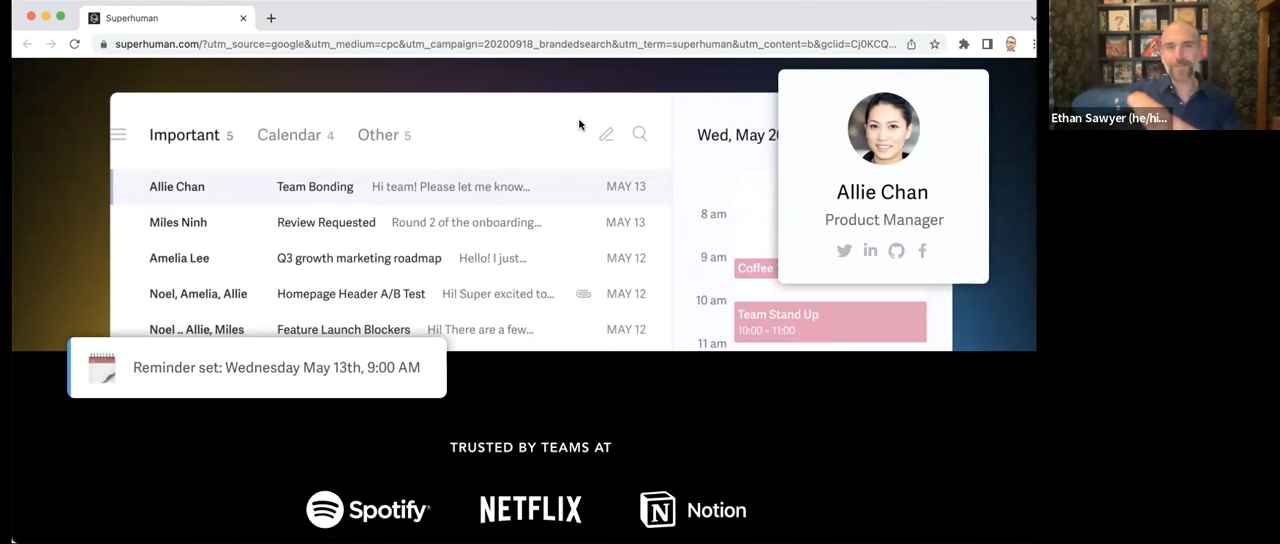 Superhuman
superhuman.com/?utm_source=google&utm_medium=cpc&utm_campaign=20200918_brandedsearch&utm_term=superhuman&utm_content=b&gclid=Cj0KCQ...
Important 5 Calendar 4 Other 5
Wed, May 20
Allie Chan Team Bonding Hi team! Please let me know... MAY 13
Miles Ninh Review Requested Round 2 of the onboarding... MAY 13
Amelia Lee Q3 growth marketing roadmap Hello! I just... MAY 12
Noel, Amelia, Allie Homepage Header A/B Test Hi! Super excited to... MAY 12
Noel .. Allie, Miles Feature Launch Blockers Hi! There are a few... MAY 12
8 am
9 am
Coffee
10 am
Team Stand Up
10:00 – 11:00
11 am
Allie Chan
Product Manager
Ethan Sawyer (he/hi...
Reminder set: Wednesday May 13th, 9:00 AM
TRUSTED BY TEAMS AT
Spotify NETFLIX Notion